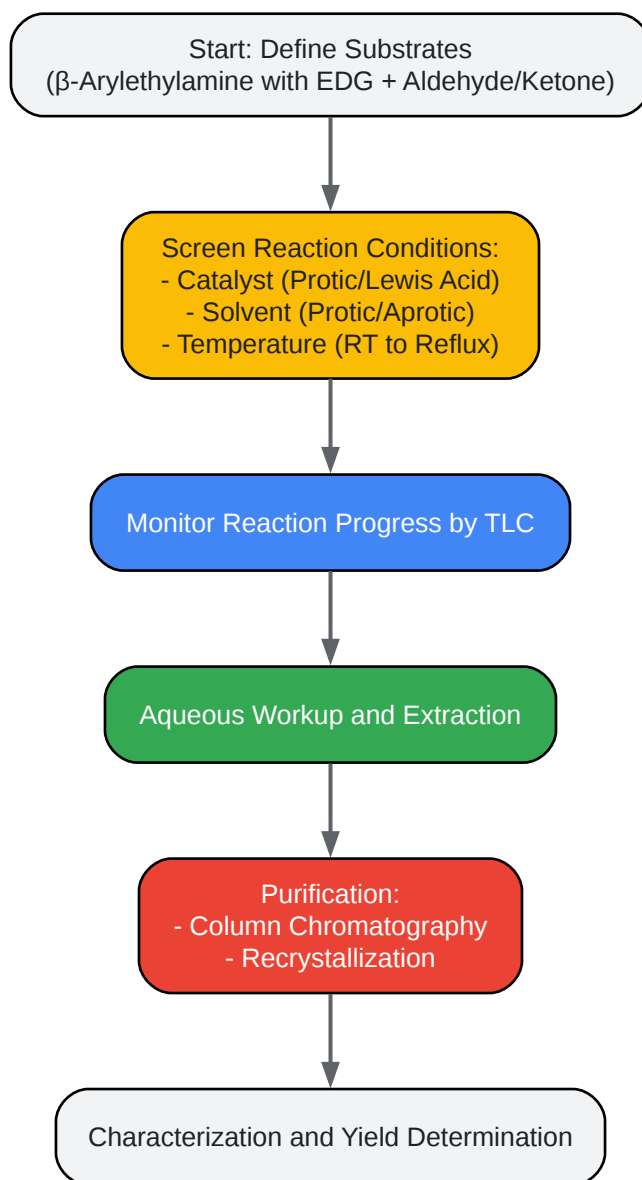 Start: Define Substrates
(β-Arylethylamine with EDG + Aldehyde/Ketone)
Screen Reaction Conditions:
- Catalyst (Protic/Lewis Acid)
- Solvent (Protic/Aprotic)
- Temperature (RT to Reflux)
Monitor Reaction Progress by TLC
Aqueous Workup and Extraction
Purification:
- Column Chromatography
- Recrystallization
Characterization and Yield Determination